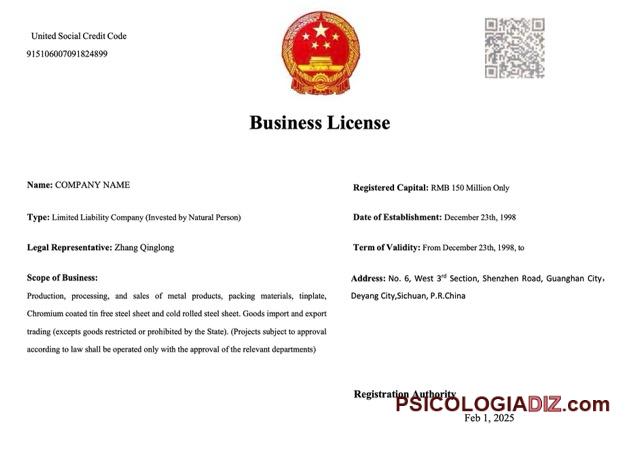 United Social Credit Code
915106007091824899
Business License
Name: COMPANY NAME
Registered Capital: RMB 150 Million Only
Type: Limited Liability Company (Invested by Natural Person)
Date of Establishment: December 23th, 1998
Legal Representative: Zhang Qinglong
Term of Validity: From December 23th, 1998, to
Scope of Business:
Production, processing, and sales of metal products, packing materials, tinplate,
Chromium coated tin free steel sheet and cold rolled steel sheet. Goods import and export
trading (excepts goods restricted or prohibited by the State). (Projects subject to approval
according to law shall be operated only with the approval of the relevant departments)
Address: No. 6, West 3rd Section, Shenzhen Road, Guanghan City,
Deyang City,Sichuan, P.R.China
Registration Authority
PSICOLOGIADIZ.com
Feb 1, 2025